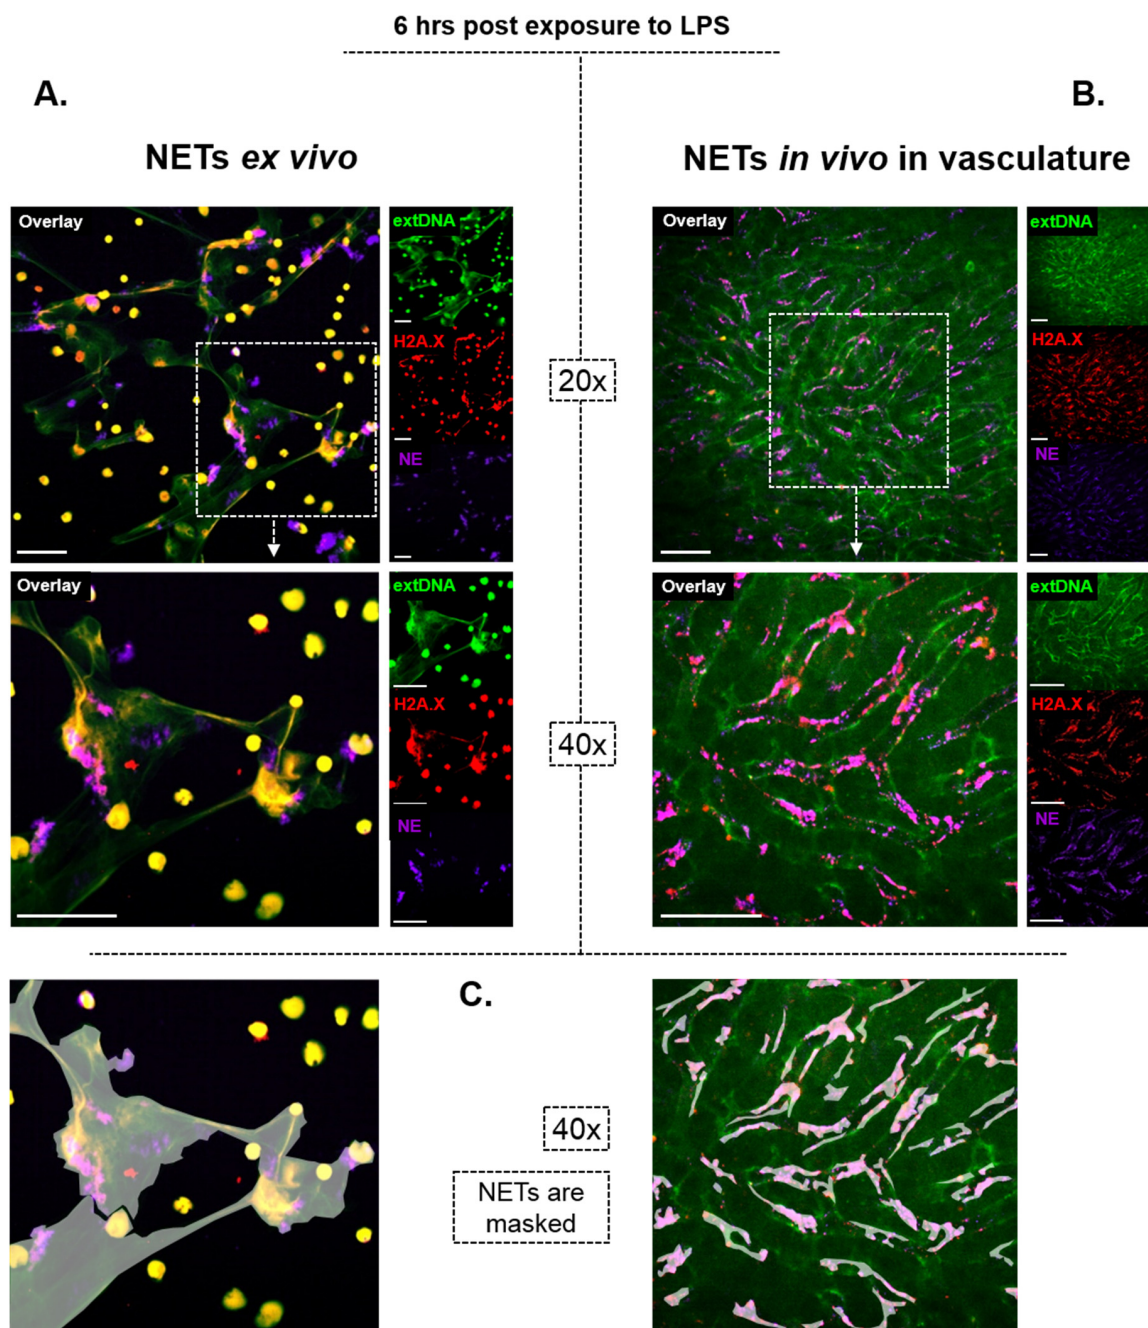 6 hrs post exposure to LPS
A.
B.
NETs ex vivo
NETs in vivo in vasculature
Overlay
extDNA
H2A.X
NE
20x
Overlay
extDNA
H2A.X
NE
Overlay
extDNA
H2A.X
NE
40x
Overlay
extDNA
H2A.X
NE
C.
40x
NETs are
masked